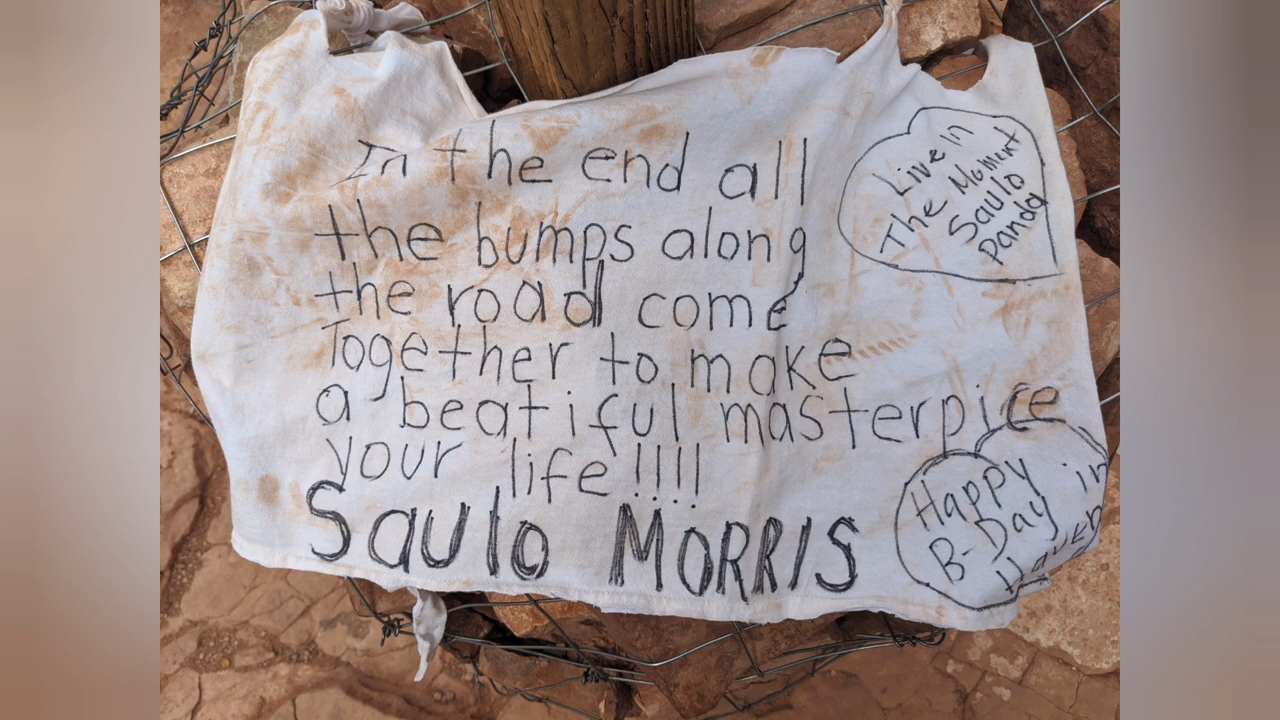 In the end all
the bumps along
the road come
Together to make
a beatiful masterpice
your life!!!!
Saulo MORRIS
Live in
The Moment
Saulo
panda
Happy
B-Day in
Haven